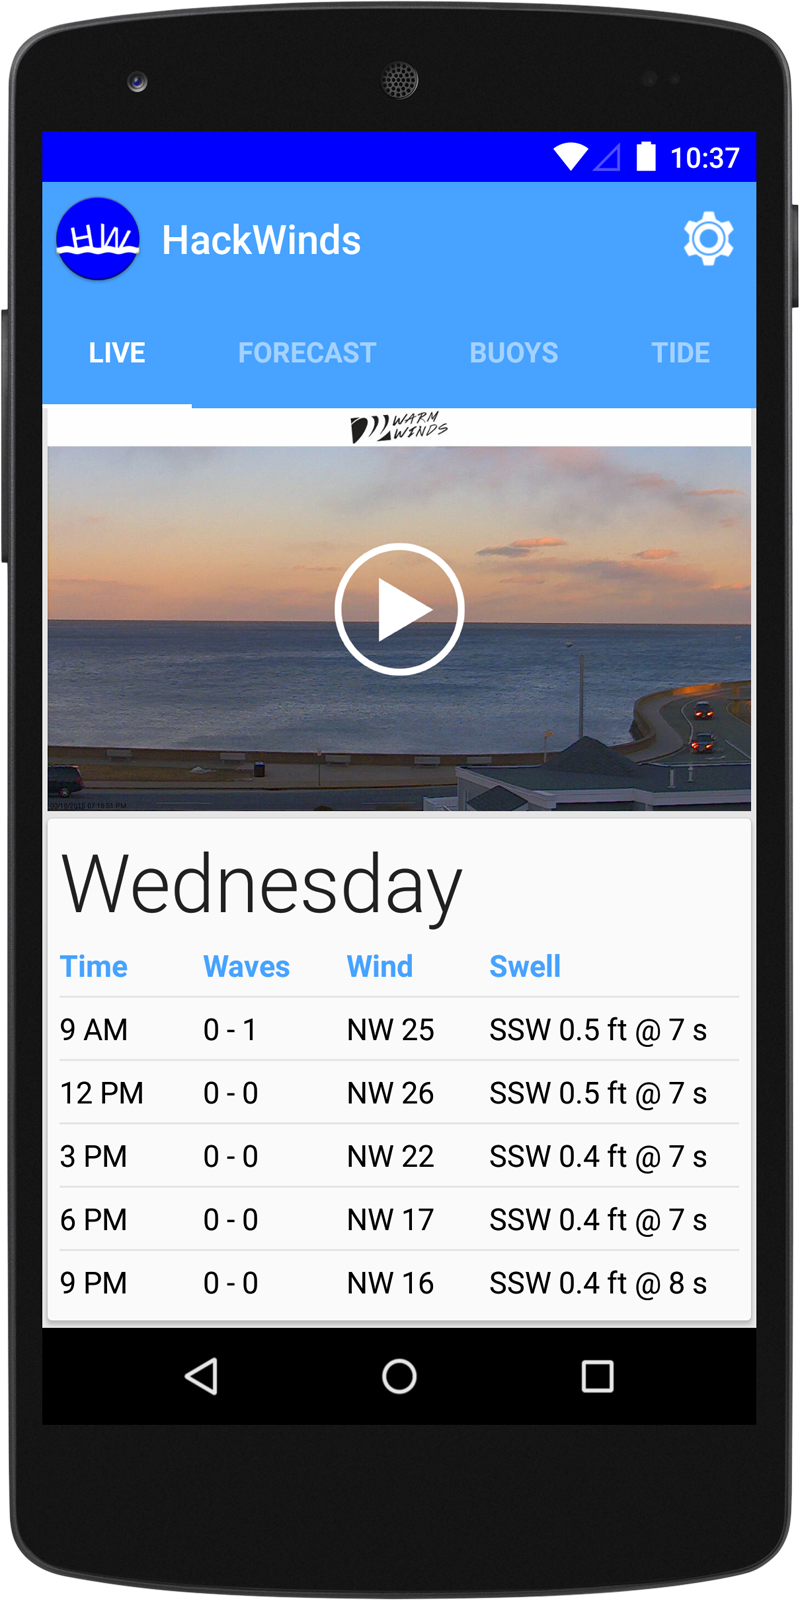 10:37
HW HackWinds
LIVE FORECAST BUOYS TIDE
WARM
WINDS
Wednesday
Time Waves Wind Swell
9 AM 0 - 1 NW 25 SSW 0.5 ft @ 7 s
12 PM 0 - 0 NW 26 SSW 0.5 ft @ 7 s
3 PM 0 - 0 NW 22 SSW 0.4 ft @ 7 s
6 PM 0 - 0 NW 17 SSW 0.4 ft @ 7 s
9 PM 0 - 0 NW 16 SSW 0.4 ft @ 8 s